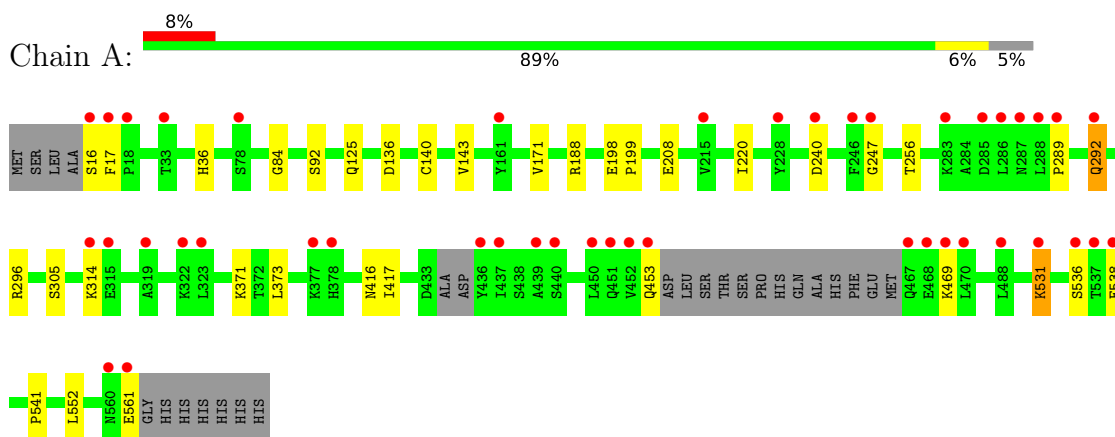 8%
Chain A:
89% 6% 5%
MET SER LEU ALA S16 F17 P18 T33 H36 S78 G84 S92 Q125 D136 C140 V143 Y161 V171 R188 E198 P199 E208 V215 I220 Y228 D240 F246 G247 T256 K283 A284 D285 L286 N287 L288 P289 Q292
R296 S305 K314 E315 A319 K322 L323 K371 T372 L373 K377 H378 N416 I417 D433 ALA ASP Y436 I437 S438 A439 S440 L450 Q451 V452 Q453 ASP LEU SER THR SER PRO HIS GLN ALA HIS PHE GLU MET Q467 E468 K469 L470 L488 K531 S536 T537
P541 L552 N560 E561 GLY HIS HIS HIS HIS HIS HIS